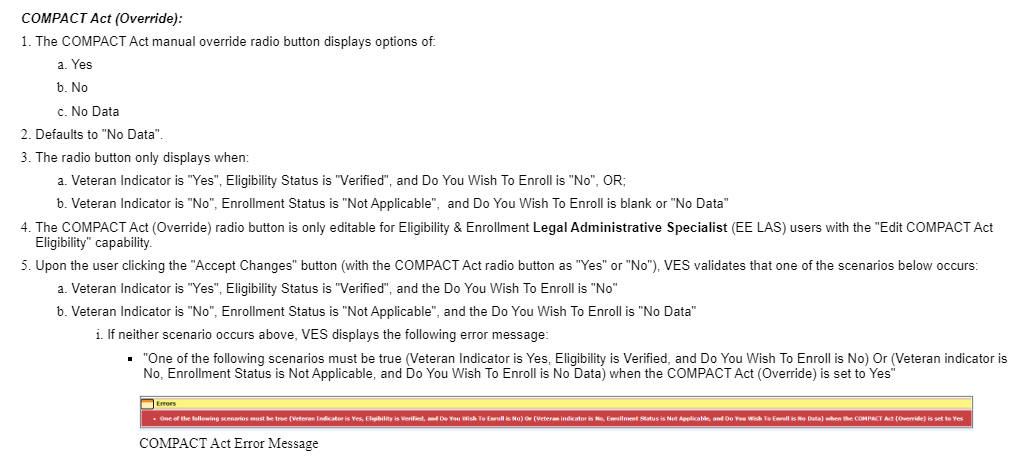 COMPACT Act (Override):
1. The COMPACT Act manual override radio button displays options of:
a. Yes
b. No
c. No Data
2. Defaults to "No Data".
3. The radio button only displays when:
a. Veteran Indicator is "Yes", Eligibility Status is "Verified", and Do You Wish To Enroll is "No", OR;
b. Veteran Indicator is "No", Enrollment Status is "Not Applicable", and Do You Wish To Enroll is blank or "No Data"
4. The COMPACT Act (Override) radio button is only editable for Eligibility & Enrollment Legal Administrative Specialist (EE LAS) users with the "Edit COMPACT Act
Eligibility" capability.
5. Upon the user clicking the "Accept Changes" button (with the COMPACT Act radio button as "Yes" or "No"), VES validates that one of the scenarios below occurs:
a. Veteran Indicator is "Yes", Eligibility Status is "Verified", and the Do You Wish To Enroll is "No"
b. Veteran Indicator is "No", Enrollment Status is "Not Applicable", and the Do You Wish To Enroll is "No Data"
i. If neither scenario occurs above, VES displays the following error message:
▪ "One of the following scenarios must be true (Veteran Indicator is Yes, Eligibility is Verified, and Do You Wish To Enroll is No) Or (Veteran indicator is
No, Enrollment Status is Not Applicable, and Do You Wish To Enroll is No Data) when the COMPACT Act (Override) is set to Yes"
Errors
• One of the following scenarios must be true (Veteran Indicator is Yes, Eligibility is Verified, and Do You Wish To Enroll is No) Or (Veteran indicator is No, Enrollment Status is Not Applicable, and Do You Wish To Enroll is No Data) when the COMPACT Act (Override) is set to Yes
COMPACT Act Error Message